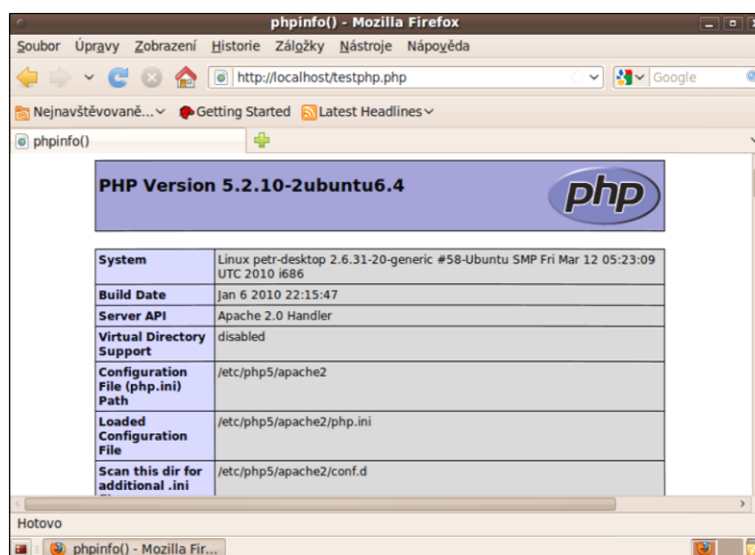 phpinfo() - Mozilla Firefox
Soubor Úpravy Zobrazení Historie Záložky Nástroje Nápověda
http://localhost/testphp.php Google
Nejnavštěvovaně... Getting Started Latest Headlines
phpinfo()
PHP Version 5.2.10-2ubuntu6.4
php
System
Linux petr-desktop 2.6.31-20-generic #58-Ubuntu SMP Fri Mar 12 05:23:09
UTC 2010 i686
Build Date
Jan 6 2010 22:15:47
Server API
Apache 2.0 Handler
Virtual Directory
Support
disabled
Configuration
File (php.ini)
Path
/etc/php5/apache2
Loaded
Configuration
File
/etc/php5/apache2/php.ini
Scan this dir for
additional .ini
/etc/php5/apache2/conf.d
Hotovo
phpinfo() - Mozilla Fir...